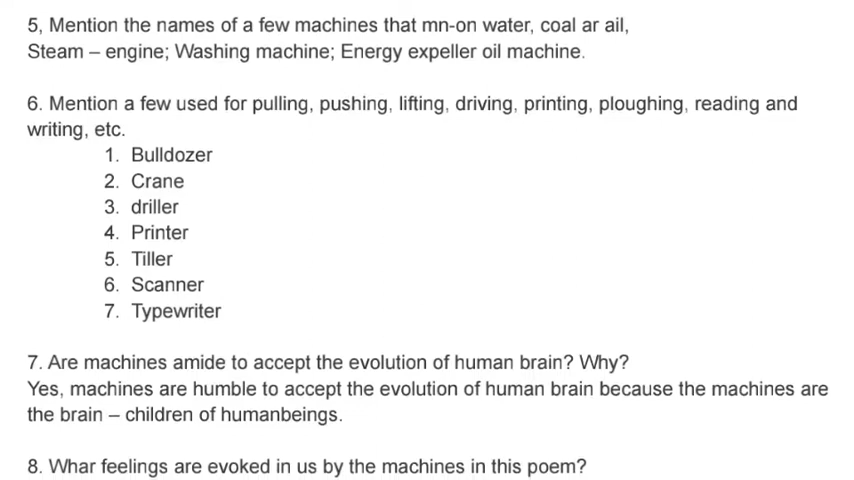 5, Mention the names of a few machines that mn-on water, coal ar ail,
Steam – engine; Washing machine; Energy expeller oil machine.
6. Mention a few used for pulling, pushing, lifting, driving, printing, ploughing, reading and
writing, etc.
1. Bulldozer
2. Crane
3. driller
4. Printer
5. Tiller
6. Scanner
7. Typewriter
7. Are machines amide to accept the evolution of human brain? Why?
Yes, machines are humble to accept the evolution of human brain because the machines are
the brain – children of humanbeings.
8. Whar feelings are evoked in us by the machines in this poem?